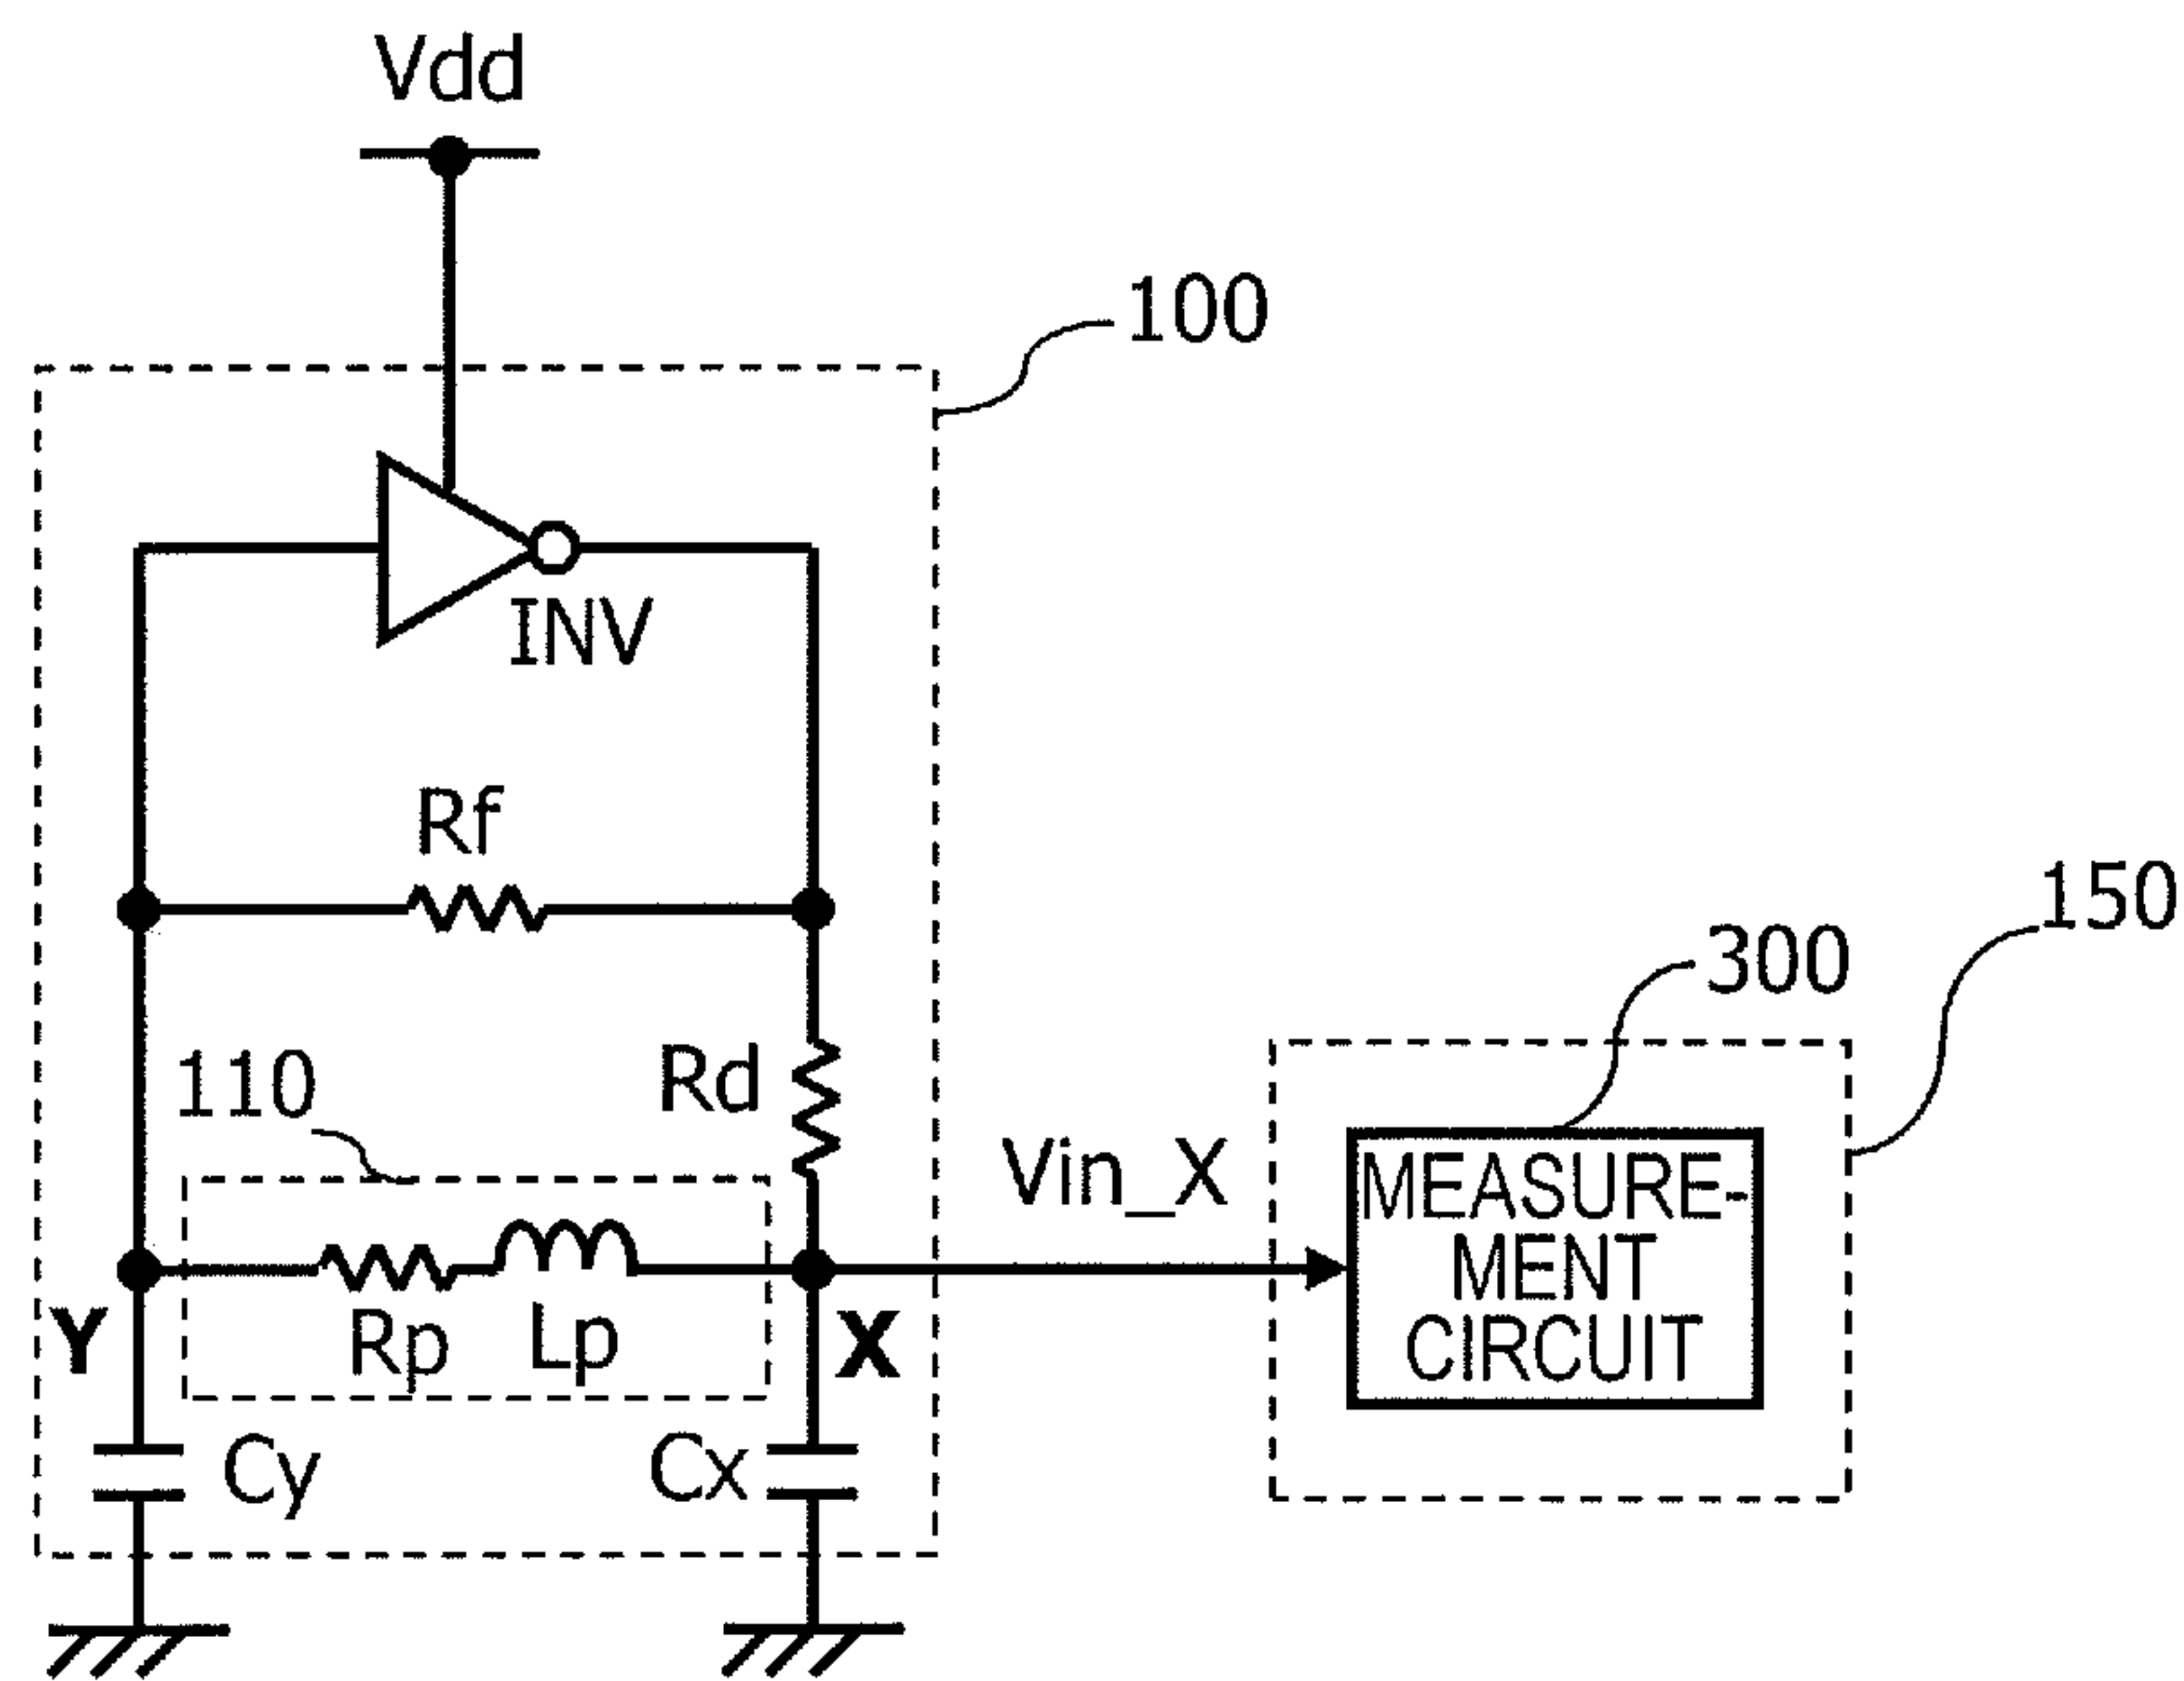 Vdd
100
INV
Rf
150
300
Rd
110
Vin_X
MEASURE-
MENT
CIRCUIT
Y
Rp
Lp
X
Cy
Cx